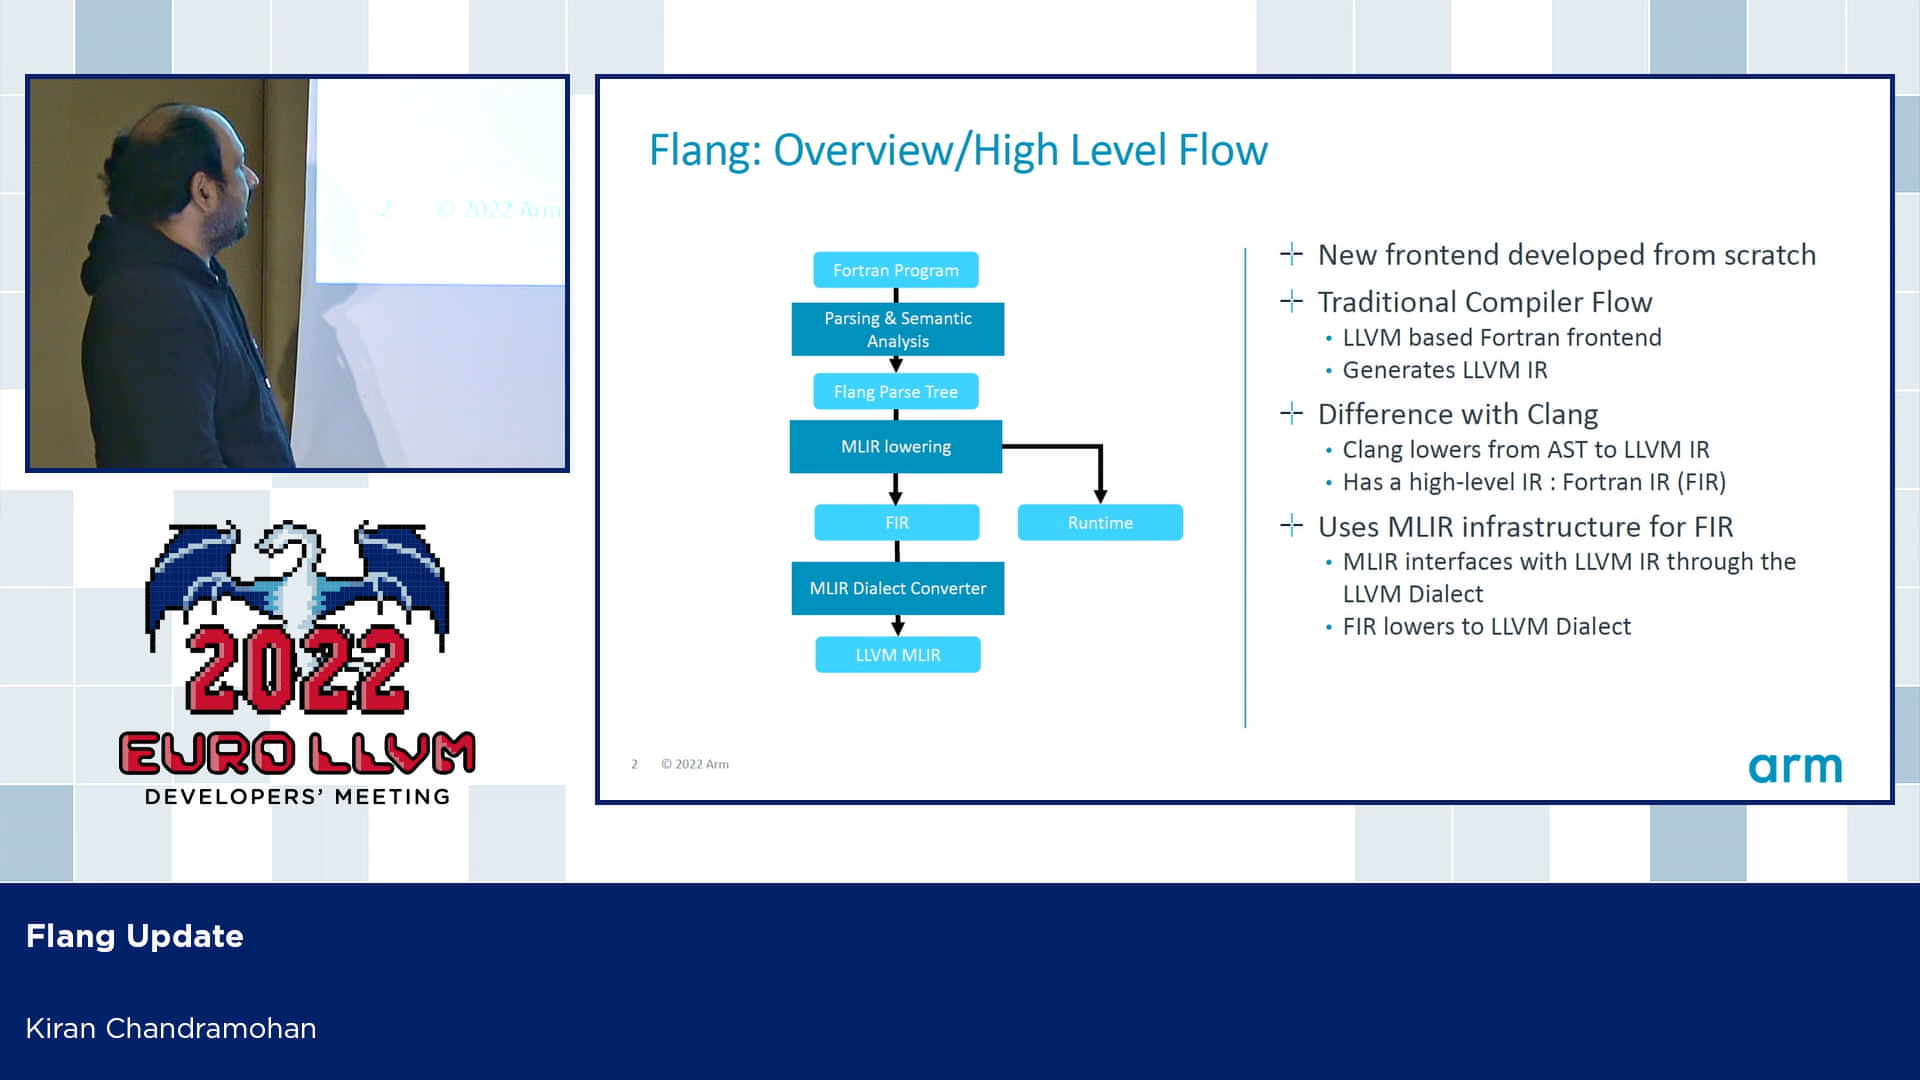 2 © 2022 Arm
Flang: Overview/High Level Flow
Fortran Program
Parsing & Semantic
Analysis
Flang Parse Tree
MLIR lowering
FIR
Runtime
MLIR Dialect Converter
LLVM MLIR
New frontend developed from scratch
Traditional Compiler Flow
• LLVM based Fortran frontend
• Generates LLVM IR
Difference with Clang
• Clang lowers from AST to LLVM IR
• Has a high-level IR : Fortran IR (FIR)
Uses MLIR infrastructure for FIR
• MLIR interfaces with LLVM IR through the
LLVM Dialect
• FIR lowers to LLVM Dialect
2 © 2022 Arm
arm
2022
EURO LLVM
DEVELOPERS' MEETING
Flang Update
Kiran Chandramohan